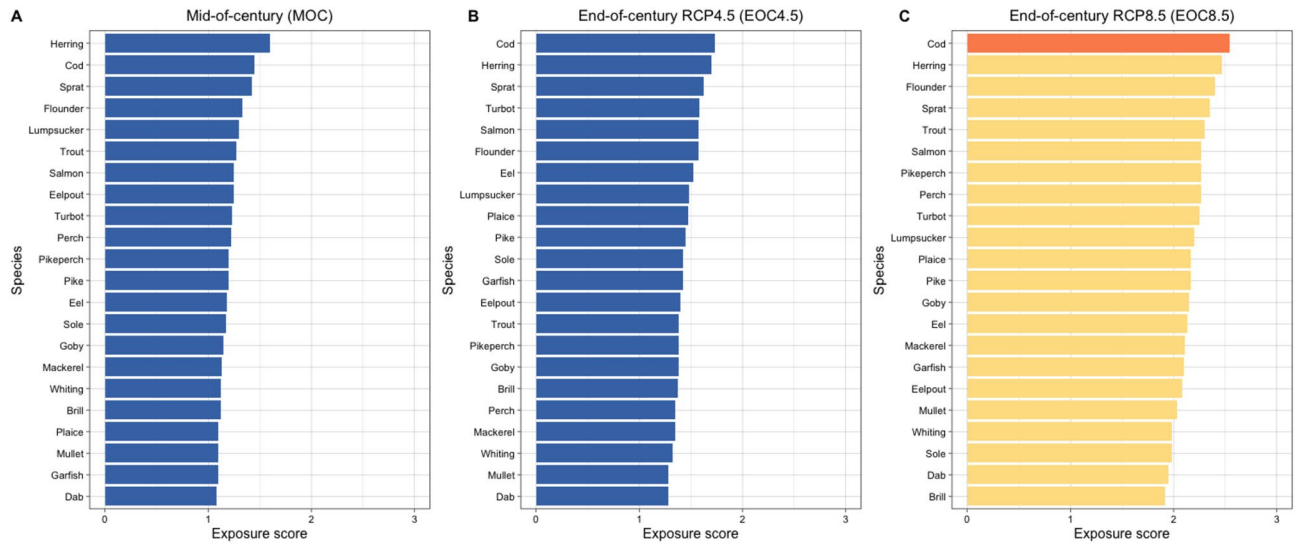 A Mid-of-century (MOC)
Species
Herring
Cod
Sprat
Flounder
Lumpsucker
Trout
Salmon
Eelpout
Turbot
Perch
Pikeperch
Pike
Eel
Sole
Goby
Mackerel
Whiting
Brill
Plaice
Mullet
Garfish
Dab
0 1 2 3
Exposure score
B End-of-century RCP4.5 (EOC4.5)
Species
Cod
Herring
Sprat
Turbot
Salmon
Flounder
Eel
Lumpsucker
Plaice
Pike
Sole
Garfish
Eelpout
Trout
Pikeperch
Goby
Brill
Perch
Mackerel
Whiting
Mullet
Dab
0 1 2 3
Exposure score
C End-of-century RCP8.5 (EOC8.5)
Species
Cod
Herring
Flounder
Sprat
Trout
Salmon
Pikeperch
Perch
Turbot
Lumpsucker
Plaice
Pike
Goby
Eel
Mackerel
Garfish
Eelpout
Mullet
Whiting
Sole
Dab
Brill
0 1 2 3
Exposure score